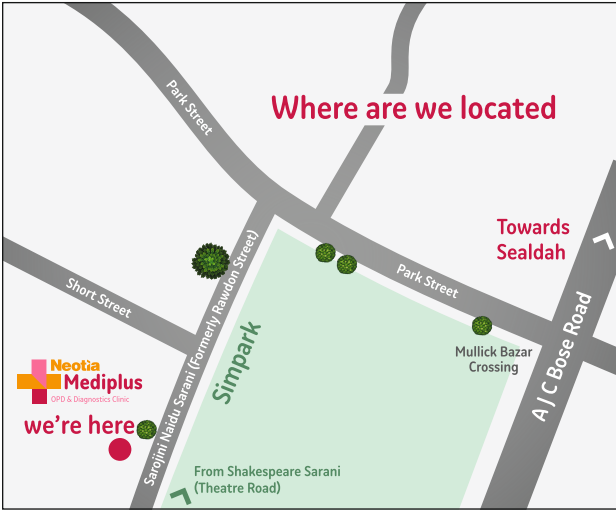 Park Street
Where are we located
Towards
Sealdah
Sarojini Naidu Sarani (Formerly Rawdon Street)
Park Street
Short Street
A J C Bose Road
Simpark
Mullick Bazar
Crossing
Neotia
Mediplus
OPD & Diagnostics Clinic
we're here
From Shakespeare Sarani
(Theatre Road)